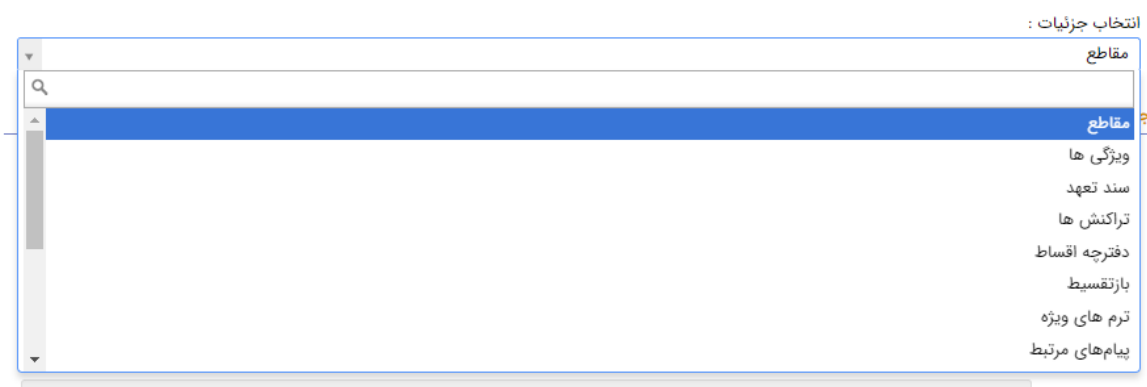 انتخاب جزئیات :
مقاطع
مقاطع
ویژگی ها
سند تعهد
تراکنش ها
دفترچه اقساط
بازتقسیط
ترم های ویژه
پیام‌های مرتبط